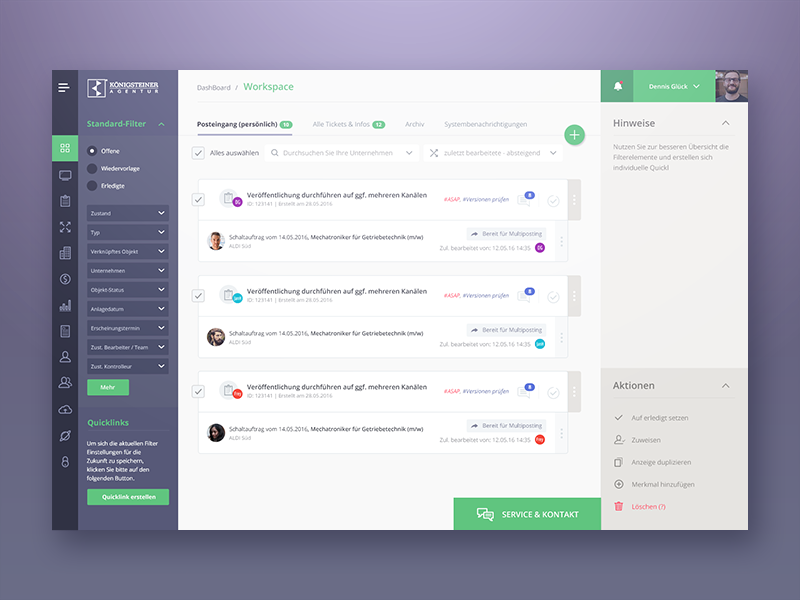 KÖNIGSTEINER
AGENTUR
DashBoard / Workspace
Dennis Glück
Standard-Filter
Offene
Wiedervorlage
Erledigte
Zustand
Typ
Verknüpftes Objekt
Unternehmen
Objekt-Status
Anlagedatum
Erscheinungstermin
Zust. Bearbeiter / Team
Zust. Kontrolleur
Mehr
Quicklinks
Um sich die aktuellen Filter
Einstellungen für die
Zukunft zu speichern,
klicken Sie bitte auf den
folgenden Button.
Quicklink erstellen
Posteingang (persönlich) 10 Alle Tickets & Infos 12 Archiv Systembenachrichtigungen
Alles auswählen Durchsuchen Sie Ihre Unternehmen zuletzt bearbeitete - absteigend
Veröffentlichung durchführen auf ggf. mehreren Kanälen
ID: 123141 | Erstellt am 26.05.2016
#ASAP, #Versionen prüfen 8
Schaltauftrag vom 14.05.2016, Mechatroniker für Getriebetechnik (m/w)
ALDI Süd
Bereit für Multiposting
Zul. bearbeitet von: 12.05.16 14:35
Veröffentlichung durchführen auf ggf. mehreren Kanälen
ID: 123141 | Erstellt am 26.05.2016
#ASAP, #Versionen prüfen 8
Schaltauftrag vom 14.05.2016, Mechatroniker für Getriebetechnik (m/w)
ALDI Süd
Bereit für Multiposting
Zul. bearbeitet von: 12.05.16 14:35
Veröffentlichung durchführen auf ggf. mehreren Kanälen
ID: 123141 | Erstellt am 26.05.2016
#ASAP, #Versionen prüfen 8
Schaltauftrag vom 14.05.2016, Mechatroniker für Getriebetechnik (m/w)
ALDI Süd
Bereit für Multiposting
Zul. bearbeitet von: 12.05.16 14:35
SERVICE & KONTAKT
Hinweise
Nutzen Sie zur besseren Übersicht die
Filterelemente und erstellen sich
individuelle Quickl
Aktionen
Auf erledigt setzen
Zuweisen
Anzeige duplizieren
Merkmal hinzufügen
Löschen (?)